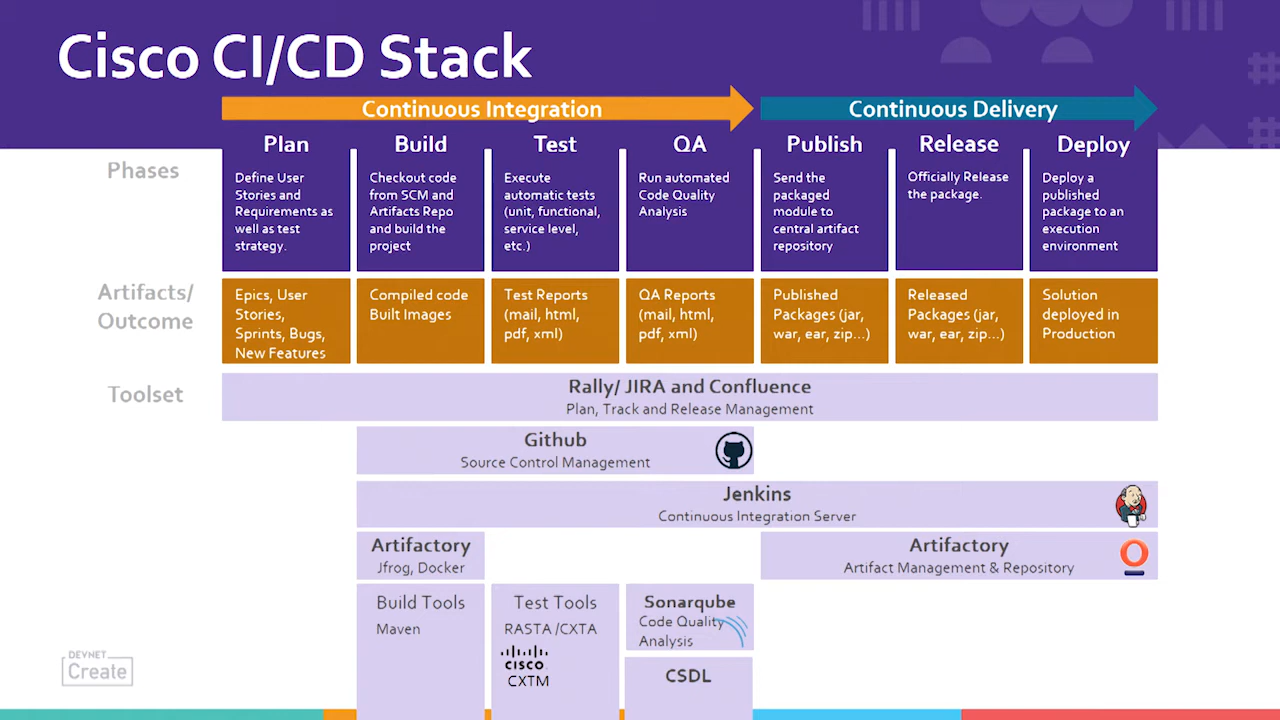 Cisco CI/CD Stack
Continuous Integration
Continuous Delivery
Phases
Plan
Define User
Stories and
Requirements as
well as test
strategy.
Build
Checkout code
from SCM and
Artifacts Repo
and build the
project
Test
Execute
automatic tests
(unit, functional,
service level,
etc.)
QA
Run automated
Code Quality
Analysis
Publish
Send the
packaged
module to
central artifact
repository
Release
Officially Release
the package.
Deploy
Deploy a
published
package to an
execution
environment
Artifacts/
Outcome
Epics, User
Stories,
Sprints, Bugs,
New Features
Compiled code
Built Images
Test Reports
(mail, html,
pdf, xml)
QA Reports
(mail, html,
pdf, xml)
Published
Packages (jar,
war, ear, zip...)
Released
Packages (jar,
war, ear, zip...)
Solution
deployed in
Production
Toolset
Rally/ JIRA and Confluence
Plan, Track and Release Management
Github
Source Control Management
Jenkins
Continuous Integration Server
Artifactory
Jfrog, Docker
Artifactory
Artifact Management & Repository
Build Tools
Maven
Test Tools
RASTA /CXTA
CISCO
CXTM
Sonarqube
Code Quality
Analysis
CSDL
DEVNET
Create